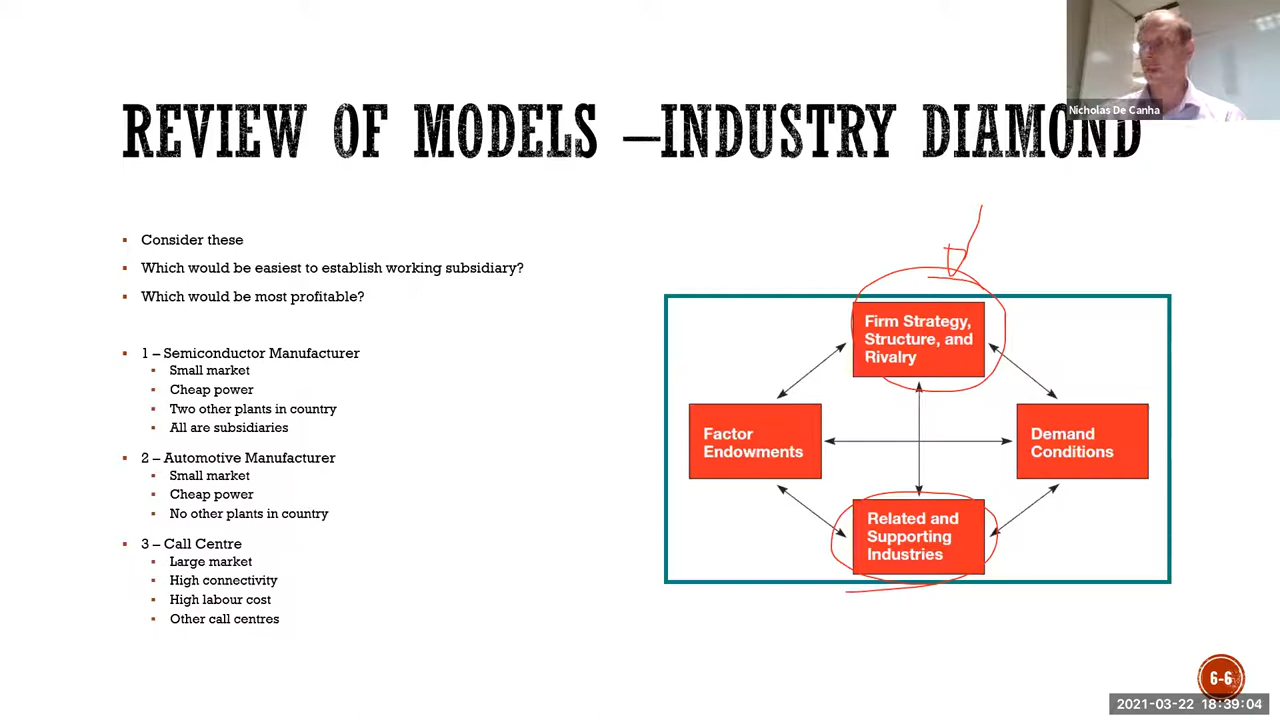 Nicholas De Canha
REVIEW OF MODELS –INDUSTRY DIAMOND
Consider these
Which would be easiest to establish working subsidiary?
Which would be most profitable?
1 – Semiconductor Manufacturer
Small market
Cheap power
Two other plants in country
All are subsidiaries
2 – Automotive Manufacturer
Small market
Cheap power
No other plants in country
3 – Call Centre
Large market
High connectivity
High labour cost
Other call centres
Firm Strategy,
Structure, and
Rivalry
Factor
Endowments
Demand
Conditions
Related and
Supporting
Industries
6-6
2021-03-22 18:39:04